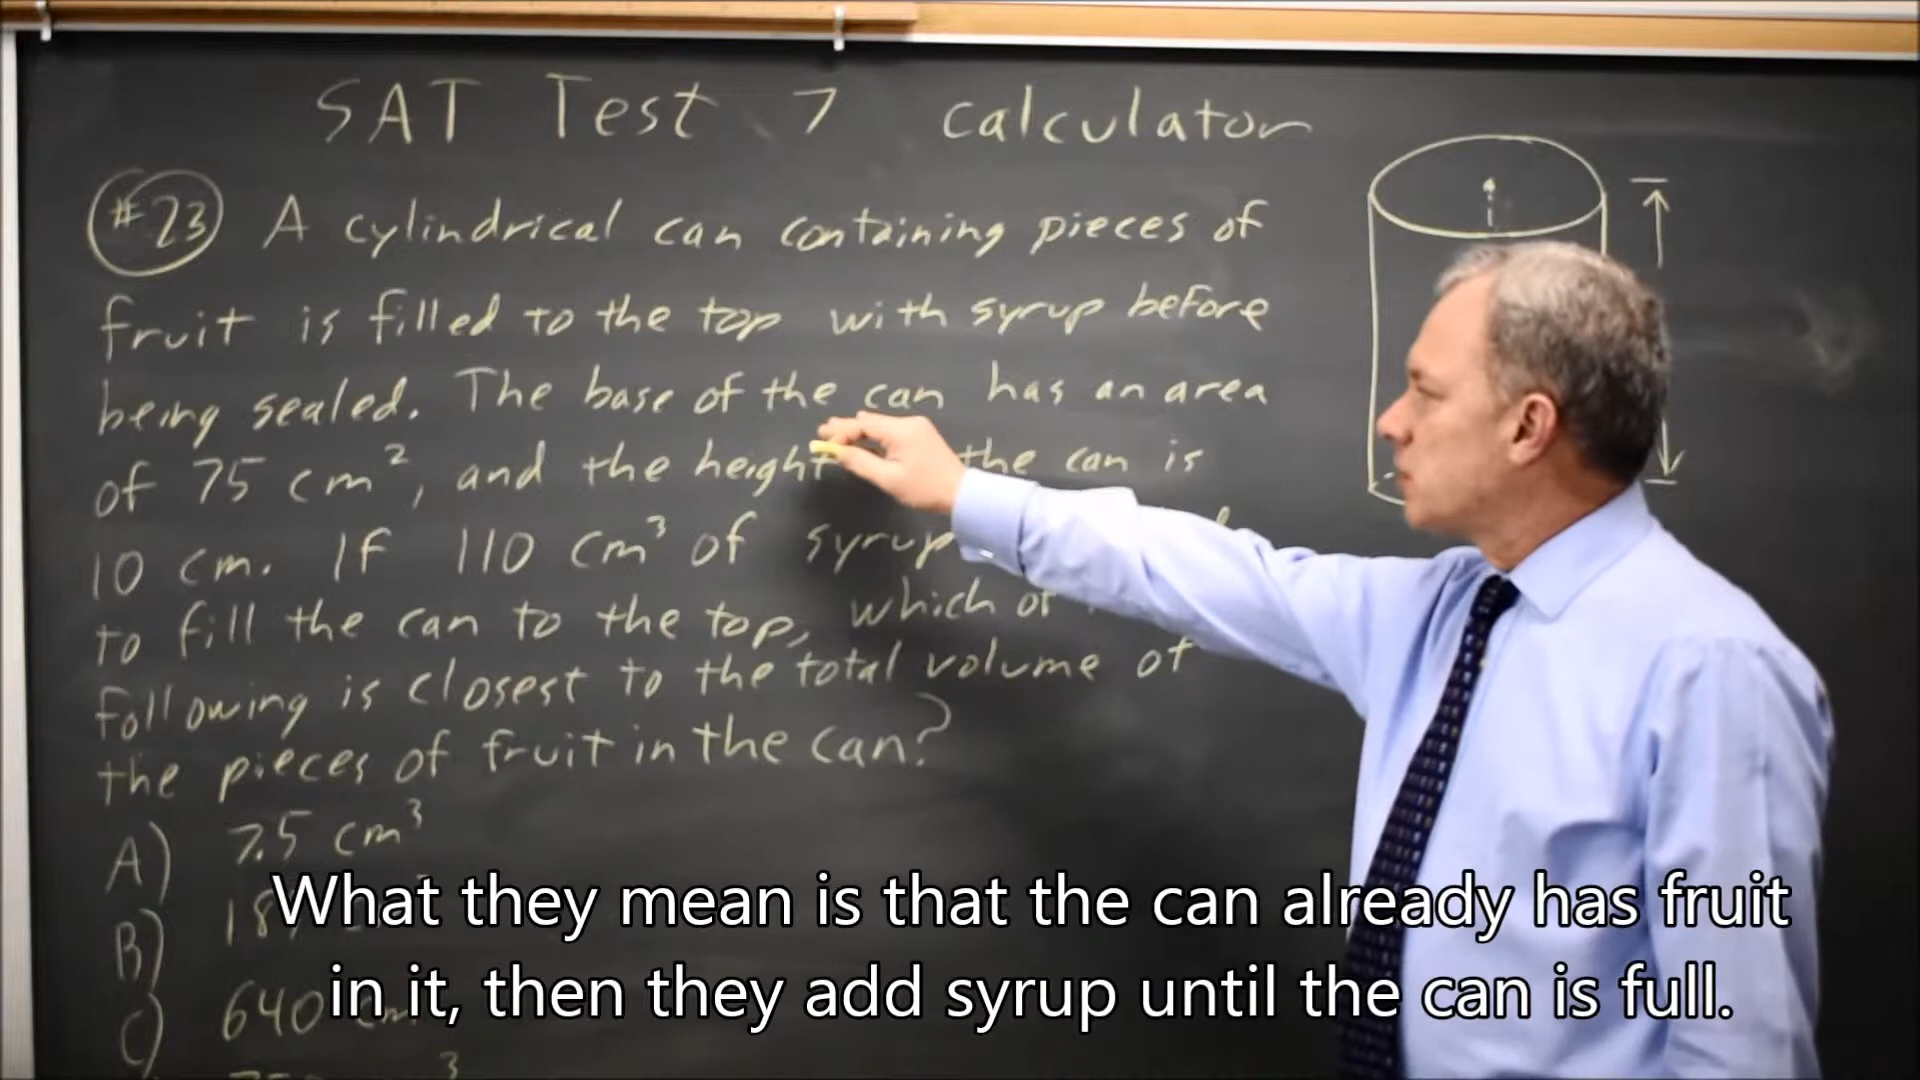 SAT Test 7 calculator
#23 A cylindrical can containing pieces of
fruit is filled to the top with syrup before
being sealed. The base of the can has an area
of 75 cm², and the height the can is
10 cm. If 110 cm³ of syrup
to fill the can to the top, which of
following is closest to the total volume of
the pieces of fruit in the can?
A) 7.5 cm³
B)
C) 640 cm
What they mean is that the can already has fruit
in it, then they add syrup until the can is full.